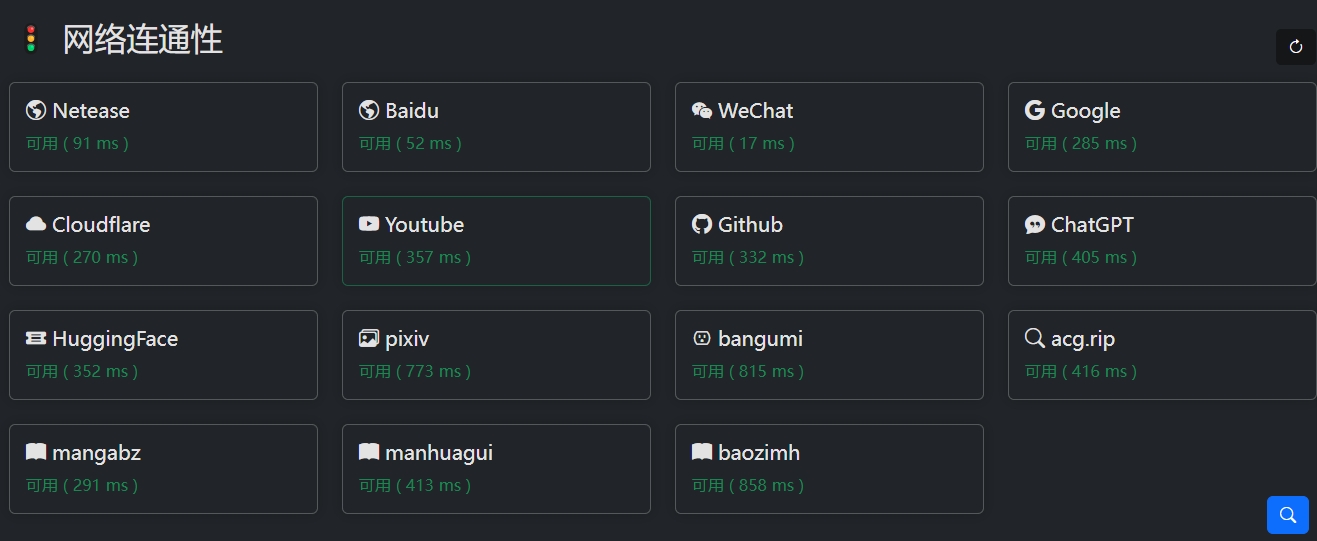 网络连通性
Netease
可用 ( 91 ms )
Baidu
可用 ( 52 ms )
WeChat
可用 ( 17 ms )
Google
可用 ( 285 ms )
Cloudflare
可用 ( 270 ms )
Youtube
可用 ( 357 ms )
Github
可用 ( 332 ms )
ChatGPT
可用 ( 405 ms )
HuggingFace
可用 ( 352 ms )
pixiv
可用 ( 773 ms )
bangumi
可用 ( 815 ms )
acg.rip
可用 ( 416 ms )
mangabz
可用 ( 291 ms )
manhuagui
可用 ( 413 ms )
baozimh
可用 ( 858 ms )